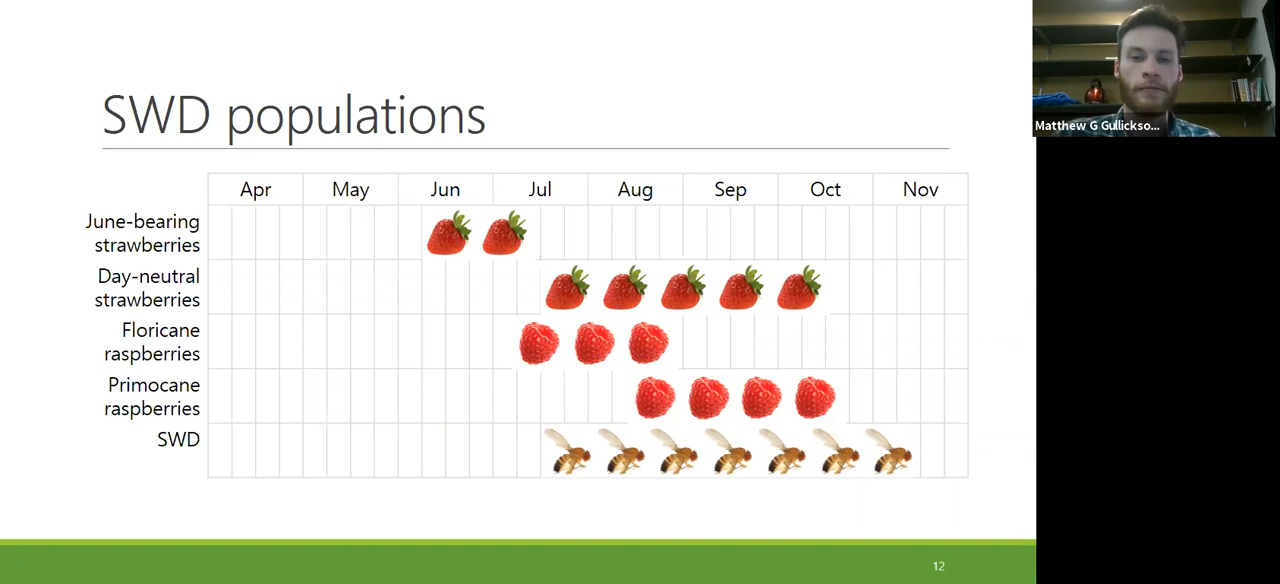 SWD populations
Matthew G Gullickso...
Apr May Jun Jul Aug Sep Oct Nov
June-bearing
strawberries
Day-neutral
strawberries
Floricane
raspberries
Primocane
raspberries
SWD
12